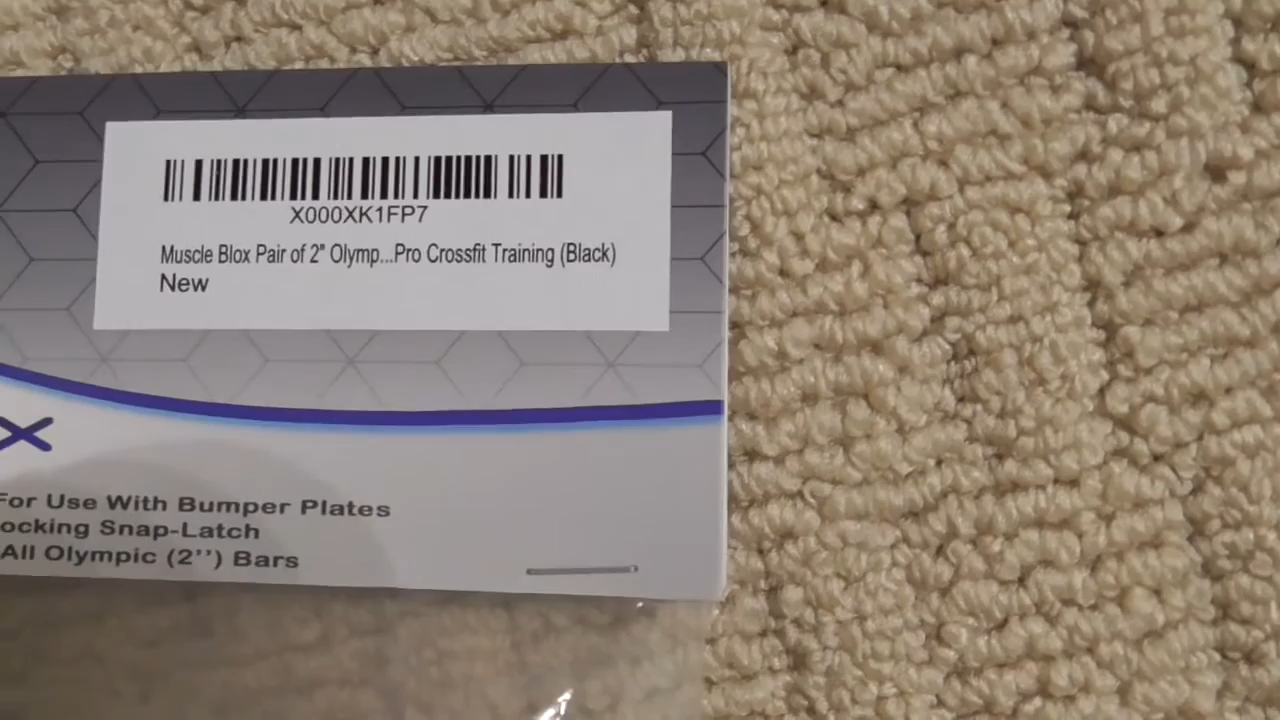 X000XK1FP7
Muscle Blox Pair of 2" Olymp...Pro Crossfit Training (Black)
New
X
For Use With Bumper Plates
ocking Snap-Latch
All Olympic (2'') Bars